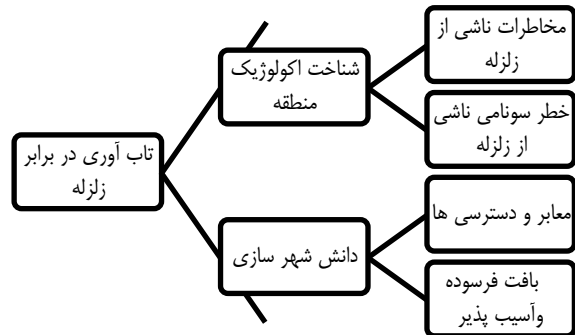 مخاطرات ناشی از
زلزله
شناخت اکولوژیک
منطقه
خطر سونامی ناشی
از زلزله
تاب آوری در برابر
زلزله
معابر و دسترسی ها
دانش شهر سازی
بافت فرسوده
وآسیب پذیر